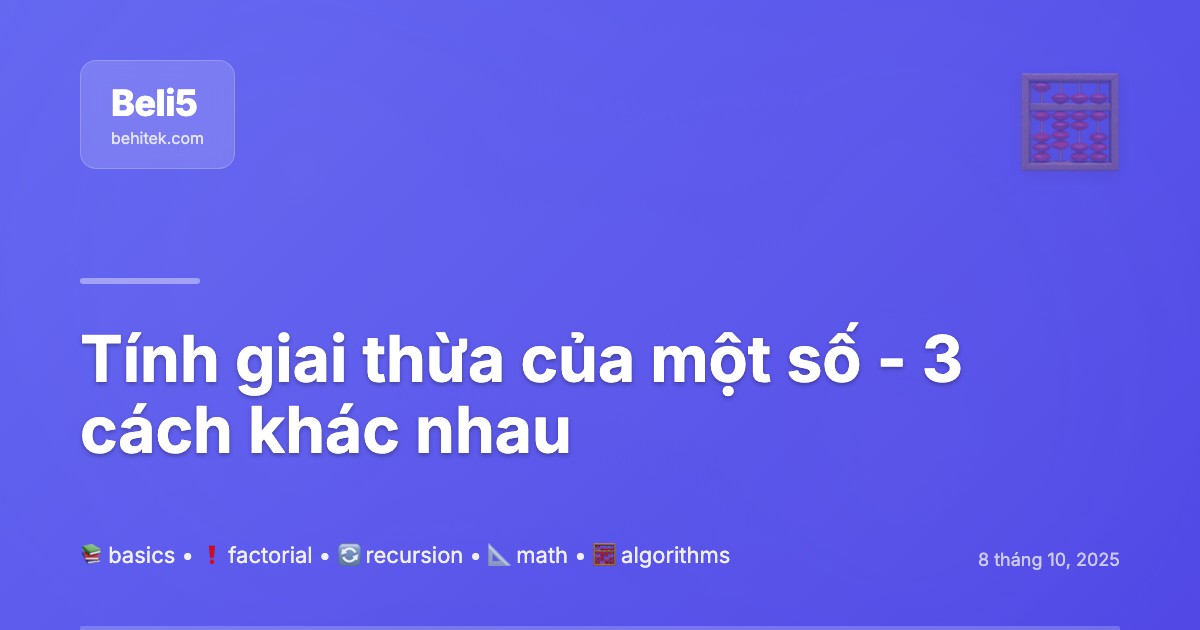 Beli5
behitek.com
Tính giai thừa của một số - 3
cách khác nhau
📚 basics • ❗ factorial • 🔄 recursion • 📐 math • 🧮 algorithms
8 tháng 10, 2025